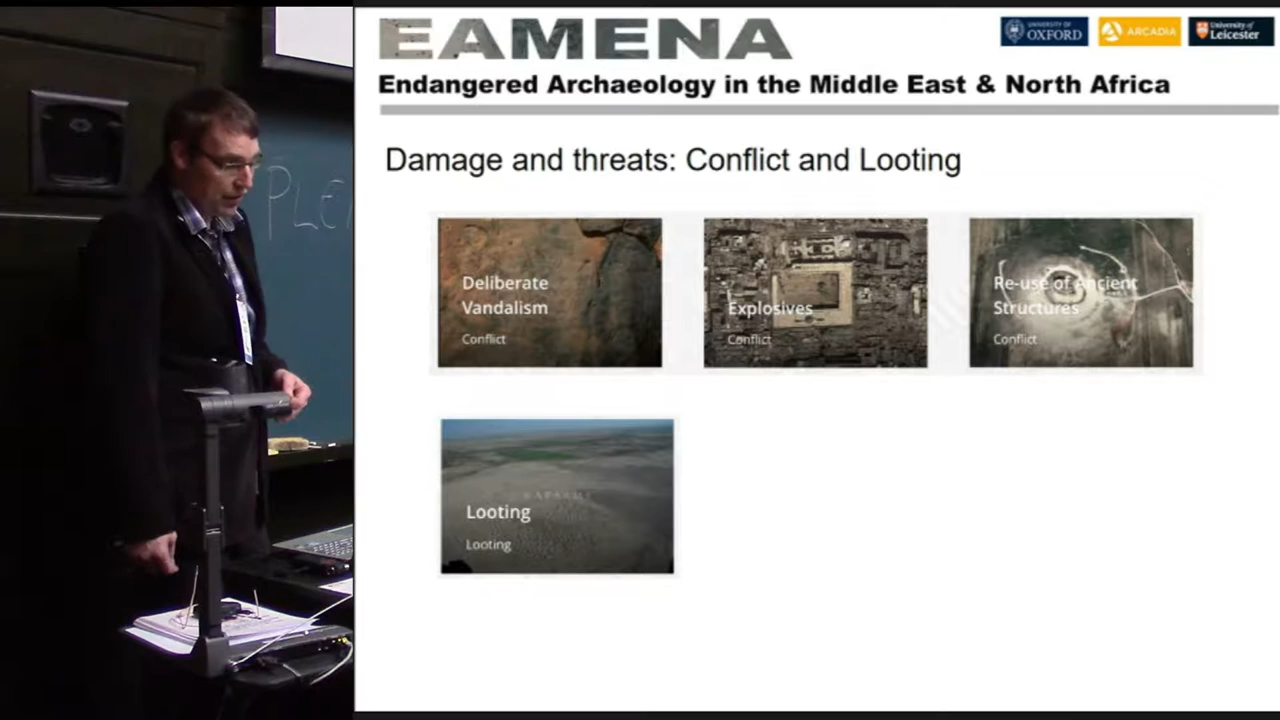 EAMENA
UNIVERSITY OF
OXFORD
ARCADIA
University of
Leicester
Endangered Archaeology in the Middle East & North Africa
Damage and threats: Conflict and Looting
Deliberate
Vandalism
Conflict
Explosives
Conflict
Re-use of Ancient
Structures
Conflict
Looting
Looting